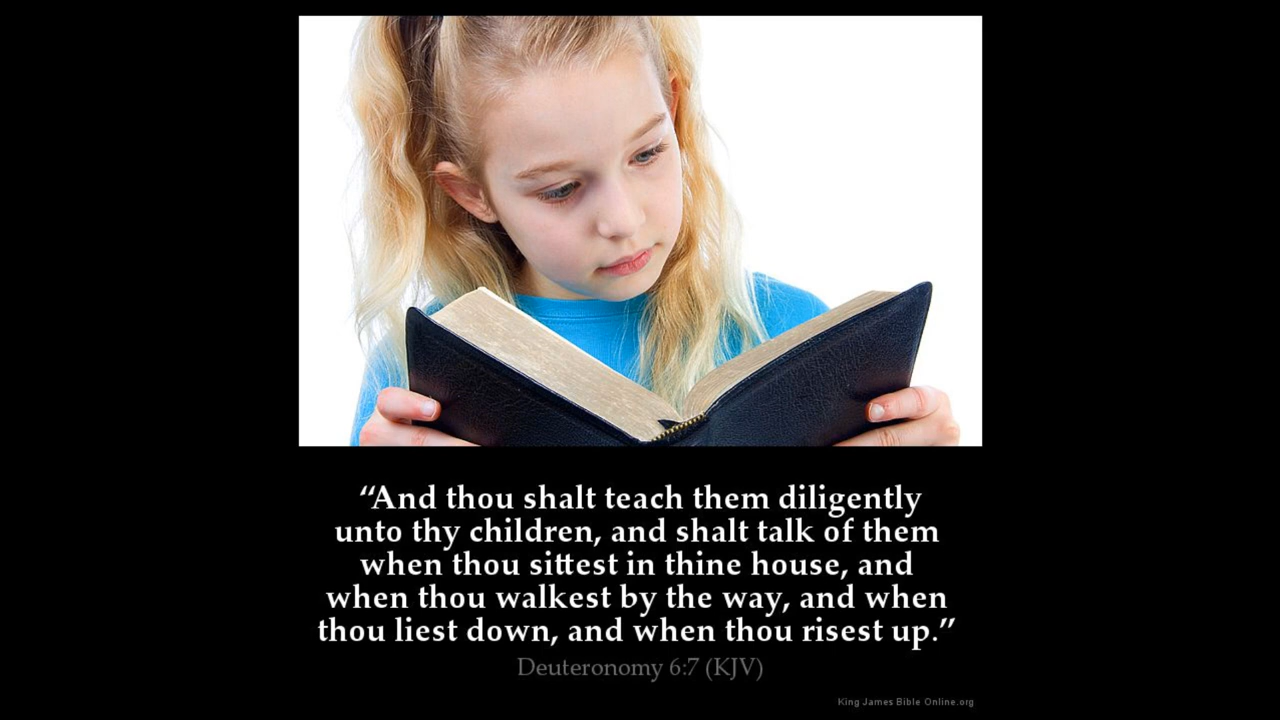 “And thou shalt teach them diligently
unto thy children, and shalt talk of them
when thou sittest in thine house, and
when thou walkest by the way, and when
thou liest down, and when thou risest up.”
Deuteronomy 6:7 (KJV)
King James Bible Online.org